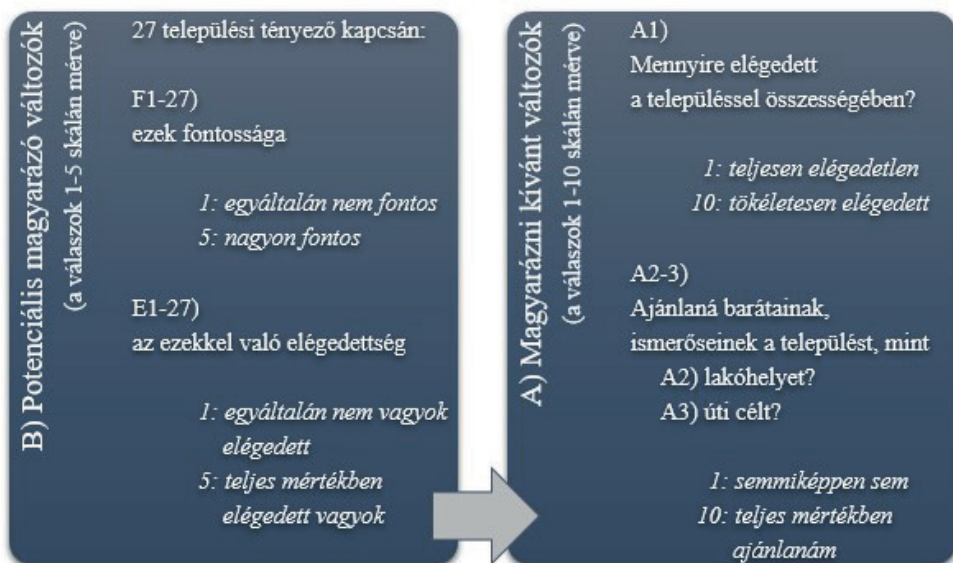 B) Potenciális magyarázó változók
(a válaszok 1-5 skálán mérve)
27 települési tényező kapcsán:
F1-27)
ezek fontossága
1: egyáltalán nem fontos
5: nagyon fontos
E1-27)
az ezekkel való elégedettség
1: egyáltalán nem vagyok
elégedett
5: teljes mértékben
elégedett vagyok
A) Magyarázni kívánt változók
(a válaszok 1-10 skálán mérve)
A1)
Mennyire elégedett
a településsel összességében?
1: teljesen elégedetlen
10: tökéletesen elégedett
A2-3)
Ajánlaná barátainak,
ismerőseinek a települést, mint
A2) lakóhelyet?
A3) úti célt?
1: semmiképpen sem
10: teljes mértékben
ajánlanám